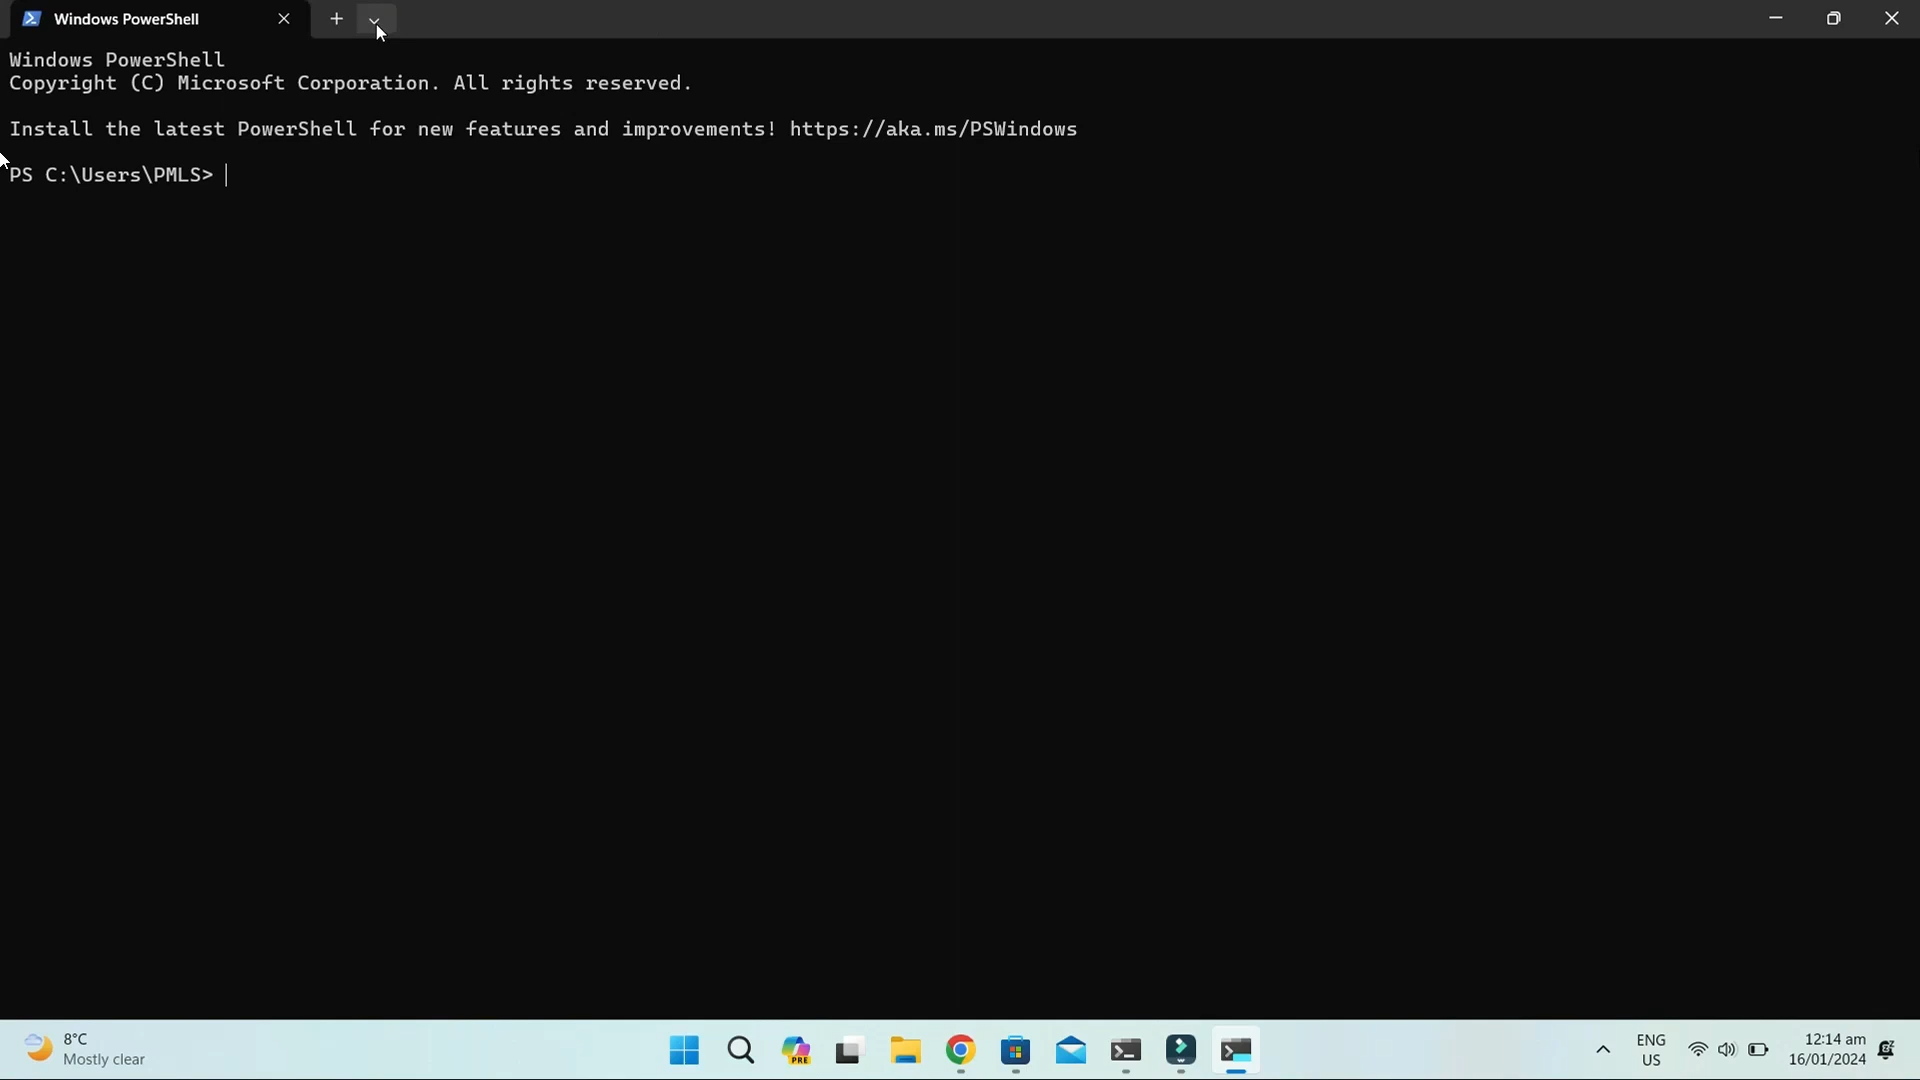 Windows PowerShell
Windows PowerShell
Copyright (C) Microsoft Corporation. All rights reserved.
Install the latest PowerShell for new features and improvements! https://aka.ms/PSWindows
PS C:\Users\PMLS>
8°C
Mostly clear
PRE
ENG
US
12:14 am
16/01/2024